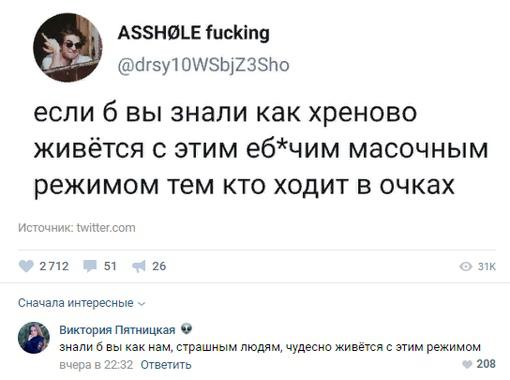 ASSHØLE fucking
@drsy10WSbjZ3Sho
если б вы знали как хреново
живётся с этим еб*чим масочным
режимом тем кто ходит в очках
Источник: twitter.com
2 712 51 26 31K
Сначала интересные
Виктория Пятницкая 👽
знали б вы как нам, страшным людям, чудесно живётся с этим режимом
вчера в 22:32 Ответить 208